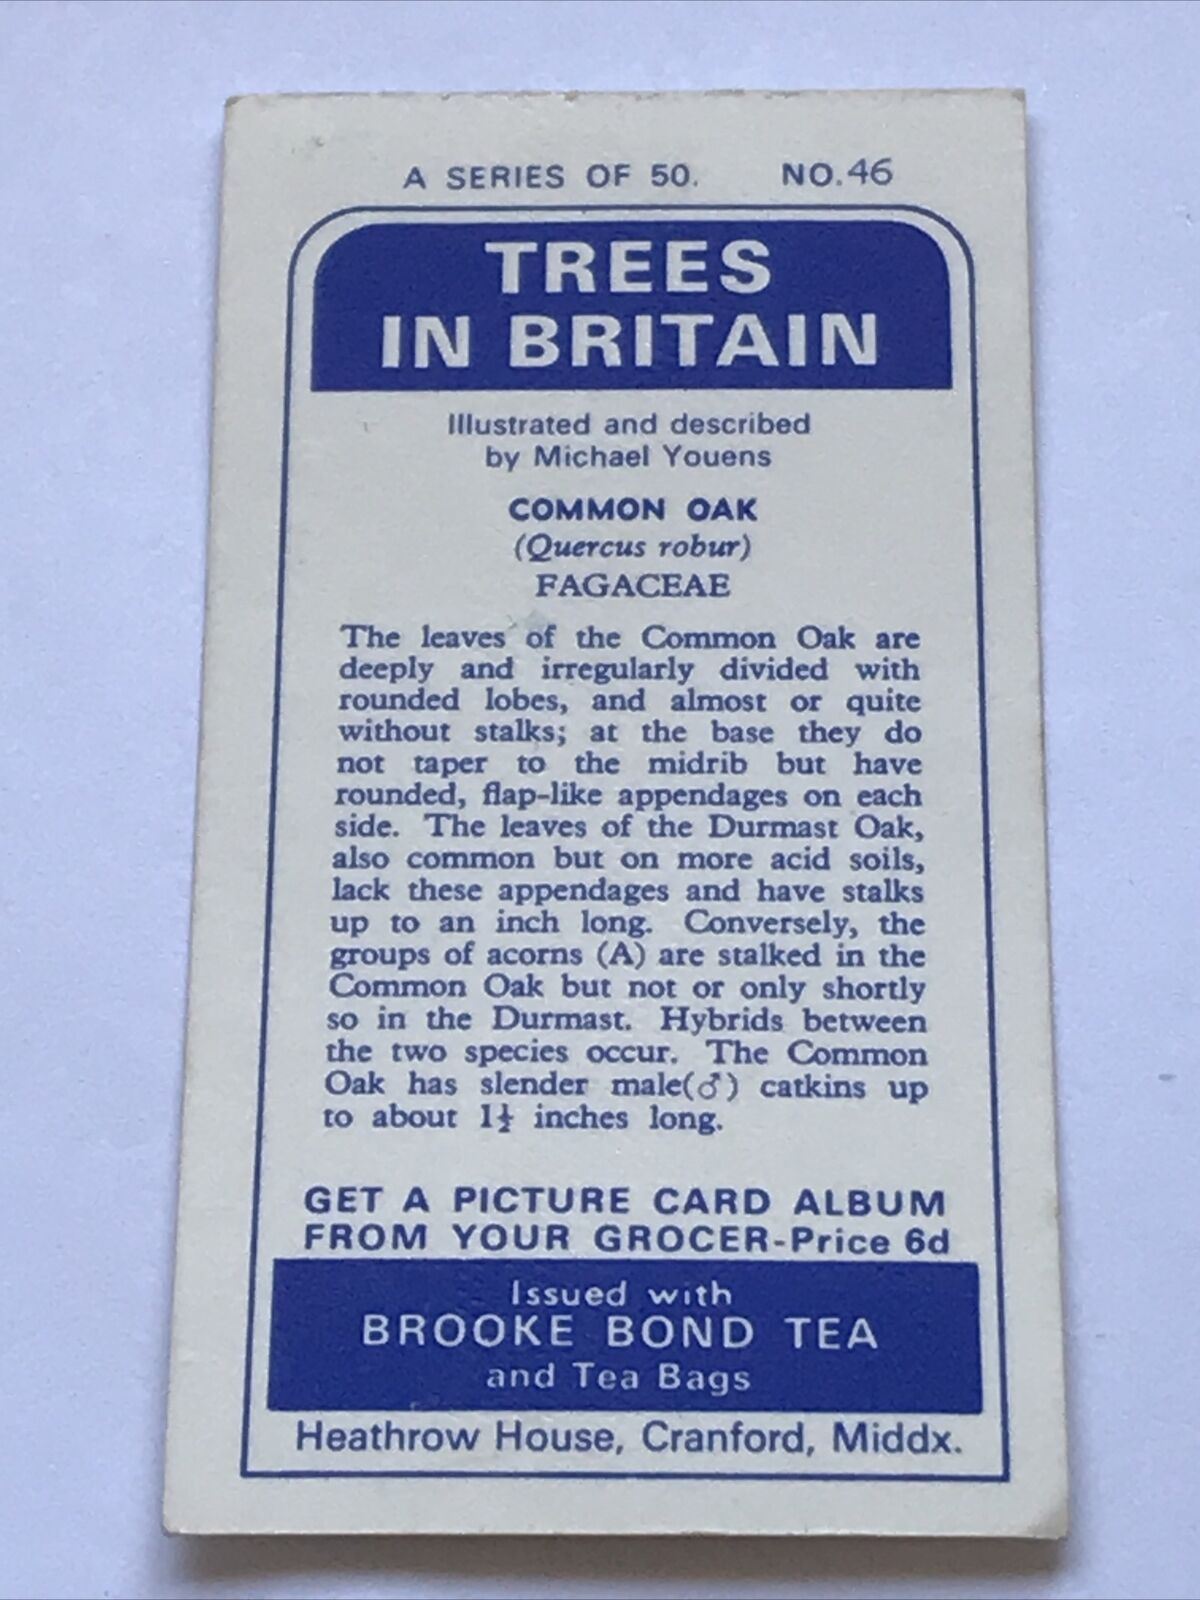 A SERIES OF 50. NO. 46
TREES
IN BRITAIN
Illustrated and described
by Michael Youens
COMMON OAK
(Quercus robur)
FAGACEAE
The leaves of the Common Oak are
deeply and irregularly divided with
rounded lobes, and almost or quite
without stalks; at the base they do
not taper to the midrib but have
rounded, flap-like appendages on each
side. The leaves of the Durmast Oak,
also common but on more acid soils,
lack these appendages and have stalks
up to an inch long. Conversely, the
groups of acorns (A) are stalked in the
Common Oak but not or only shortly
so in the Durmast. Hybrids between
the two species occur. The Common
Oak has slender male(♂) catkins up
to about 1½ inches long.
GET A PICTURE CARD ALBUM
FROM YOUR GROCER-Price 6d
Issued with
BROOKE BOND TEA
and Tea Bags
Heathrow House, Cranford, Middx.